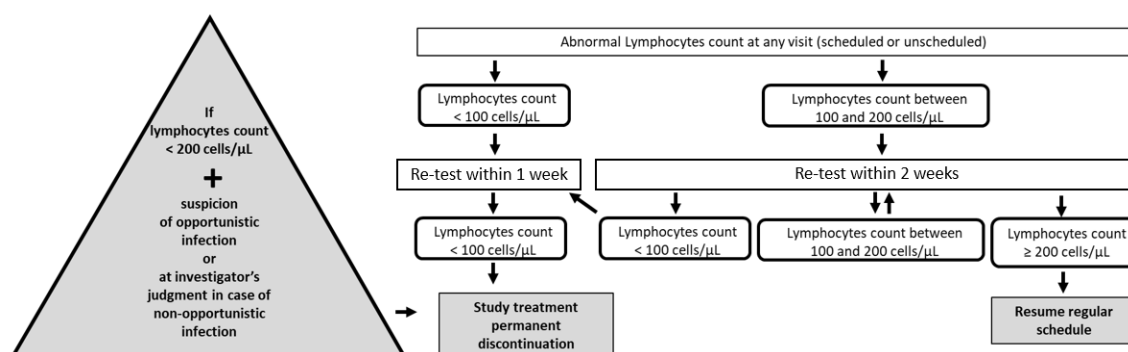 If
lymphocytes count
< 200 cells/µL
+
suspicion
of opportunistic
infection
or
at investigator's
judgment in case of
non-opportunistic
infection
Abnormal Lymphocytes count at any visit (scheduled or unscheduled)
Lymphocytes count
< 100 cells/µL
Lymphocytes count between
100 and 200 cells/µL
Re-test within 1 week
Re-test within 2 weeks
Lymphocytes count
< 100 cells/µL
Lymphocytes count
< 100 cells/µL
Lymphocytes count between
100 and 200 cells/µL
Lymphocytes count
≥ 200 cells/µL
Study treatment
permanent
discontinuation
Resume regular
schedule